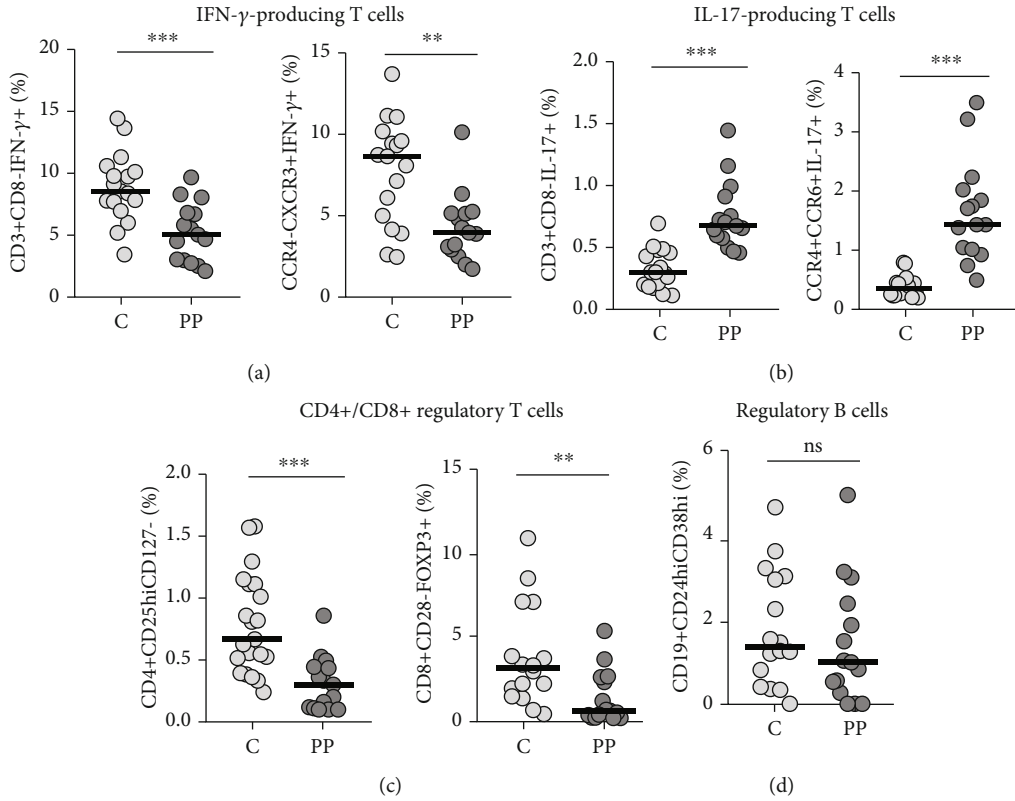 IFN-γ-producing T cells
CD3+CD8-IFN-γ+ (%)
20
15
10
5
0
***
C
PP
CCR4-CXCR3+IFN-γ+ (%)
15
10
5
0
**
C
PP
(a)
IL-17-producing T cells
CD3+CD8-IL-17+ (%)
2.0
1.5
1.0
0.5
0.0
***
C
PP
CCR4+CCR6+IL-17+ (%)
4
3
2
1
0
***
C
PP
(b)
CD4+/CD8+ regulatory T cells
CD4+CD25hiCD127- (%)
2.0
1.5
1.0
0.5
0.0
***
C
PP
CD8+CD28-FOXP3+ (%)
15
10
5
0
**
C
PP
(c)
Regulatory B cells
CD19+CD24hiCD38hi (%)
6
4
2
0
ns
C
PP
(d)